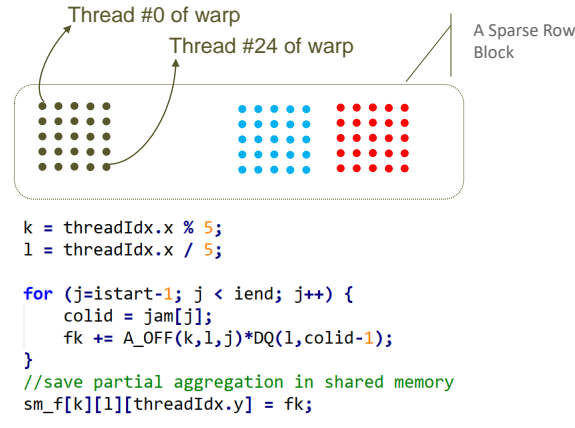 Thread #0 of warp
Thread #24 of warp
A Sparse Row
Block
k = threadIdx.x % 5;
l = threadIdx.x / 5;
for (j=istart-1; j < iend; j++) {
    colid = jam[j];
    fk += A_OFF(k,l,j)*DQ(l,colid-1);
}
//save partial aggregation in shared memory
sm_f[k][l][threadIdx.y] = fk;